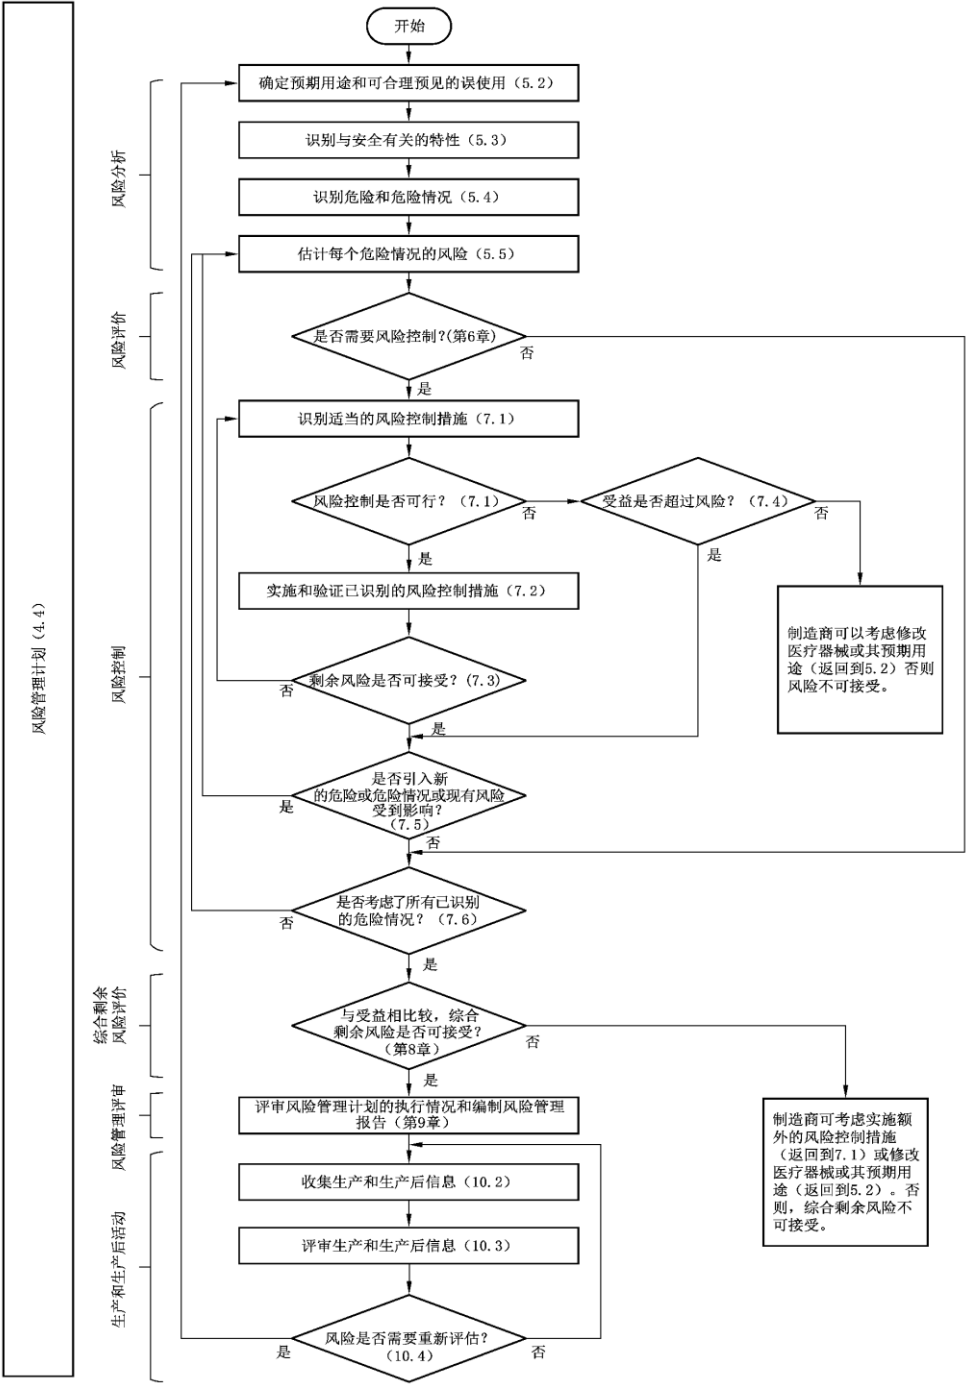 开始
确定预期用途和可合理预见的误使用（5.2）
识别与安全有关的特性（5.3）
识别危险和危险情况（5.4）
估计每个危险情况的风险（5.5）
风险分析
是否需要风险控制？(第6章)
否
是
风险评价
识别适当的风险控制措施（7.1）
风险控制是否可行？（7.1）
否
是
受益是否超过风险？（7.4）
否
是
制造商可以考虑修改
医疗器械或其预期用
途（返回到5.2）否则
风险不可接受。
实施和验证已识别的风险控制措施（7.2）
剩余风险是否可接受？(7.3)
否
是
是否引入新
的危险或危险情况或现有风险
受到影响？
（7.5）
是
否
是否考虑了所有已识别
的危险情况？（7.6）
否
是
风险控制
风险管理计划（4.4）
与受益相比较，综合
剩余风险是否可接受？
（第8章）
否
是
综合剩余
风险评价
制造商可考虑实施额
外的风险控制措施
（返回到7.1）或修改
医疗器械或其预期用
途（返回到5.2）。否
则，综合剩余风险不
可接受。
评审风险管理计划的执行情况和编制风险管理
报告（第9章）
风险管理评审
收集生产和生产后信息（10.2）
评审生产和生产后信息（10.3）
风险是否需要重新评估？
（10.4）
是
否
生产和生产后活动